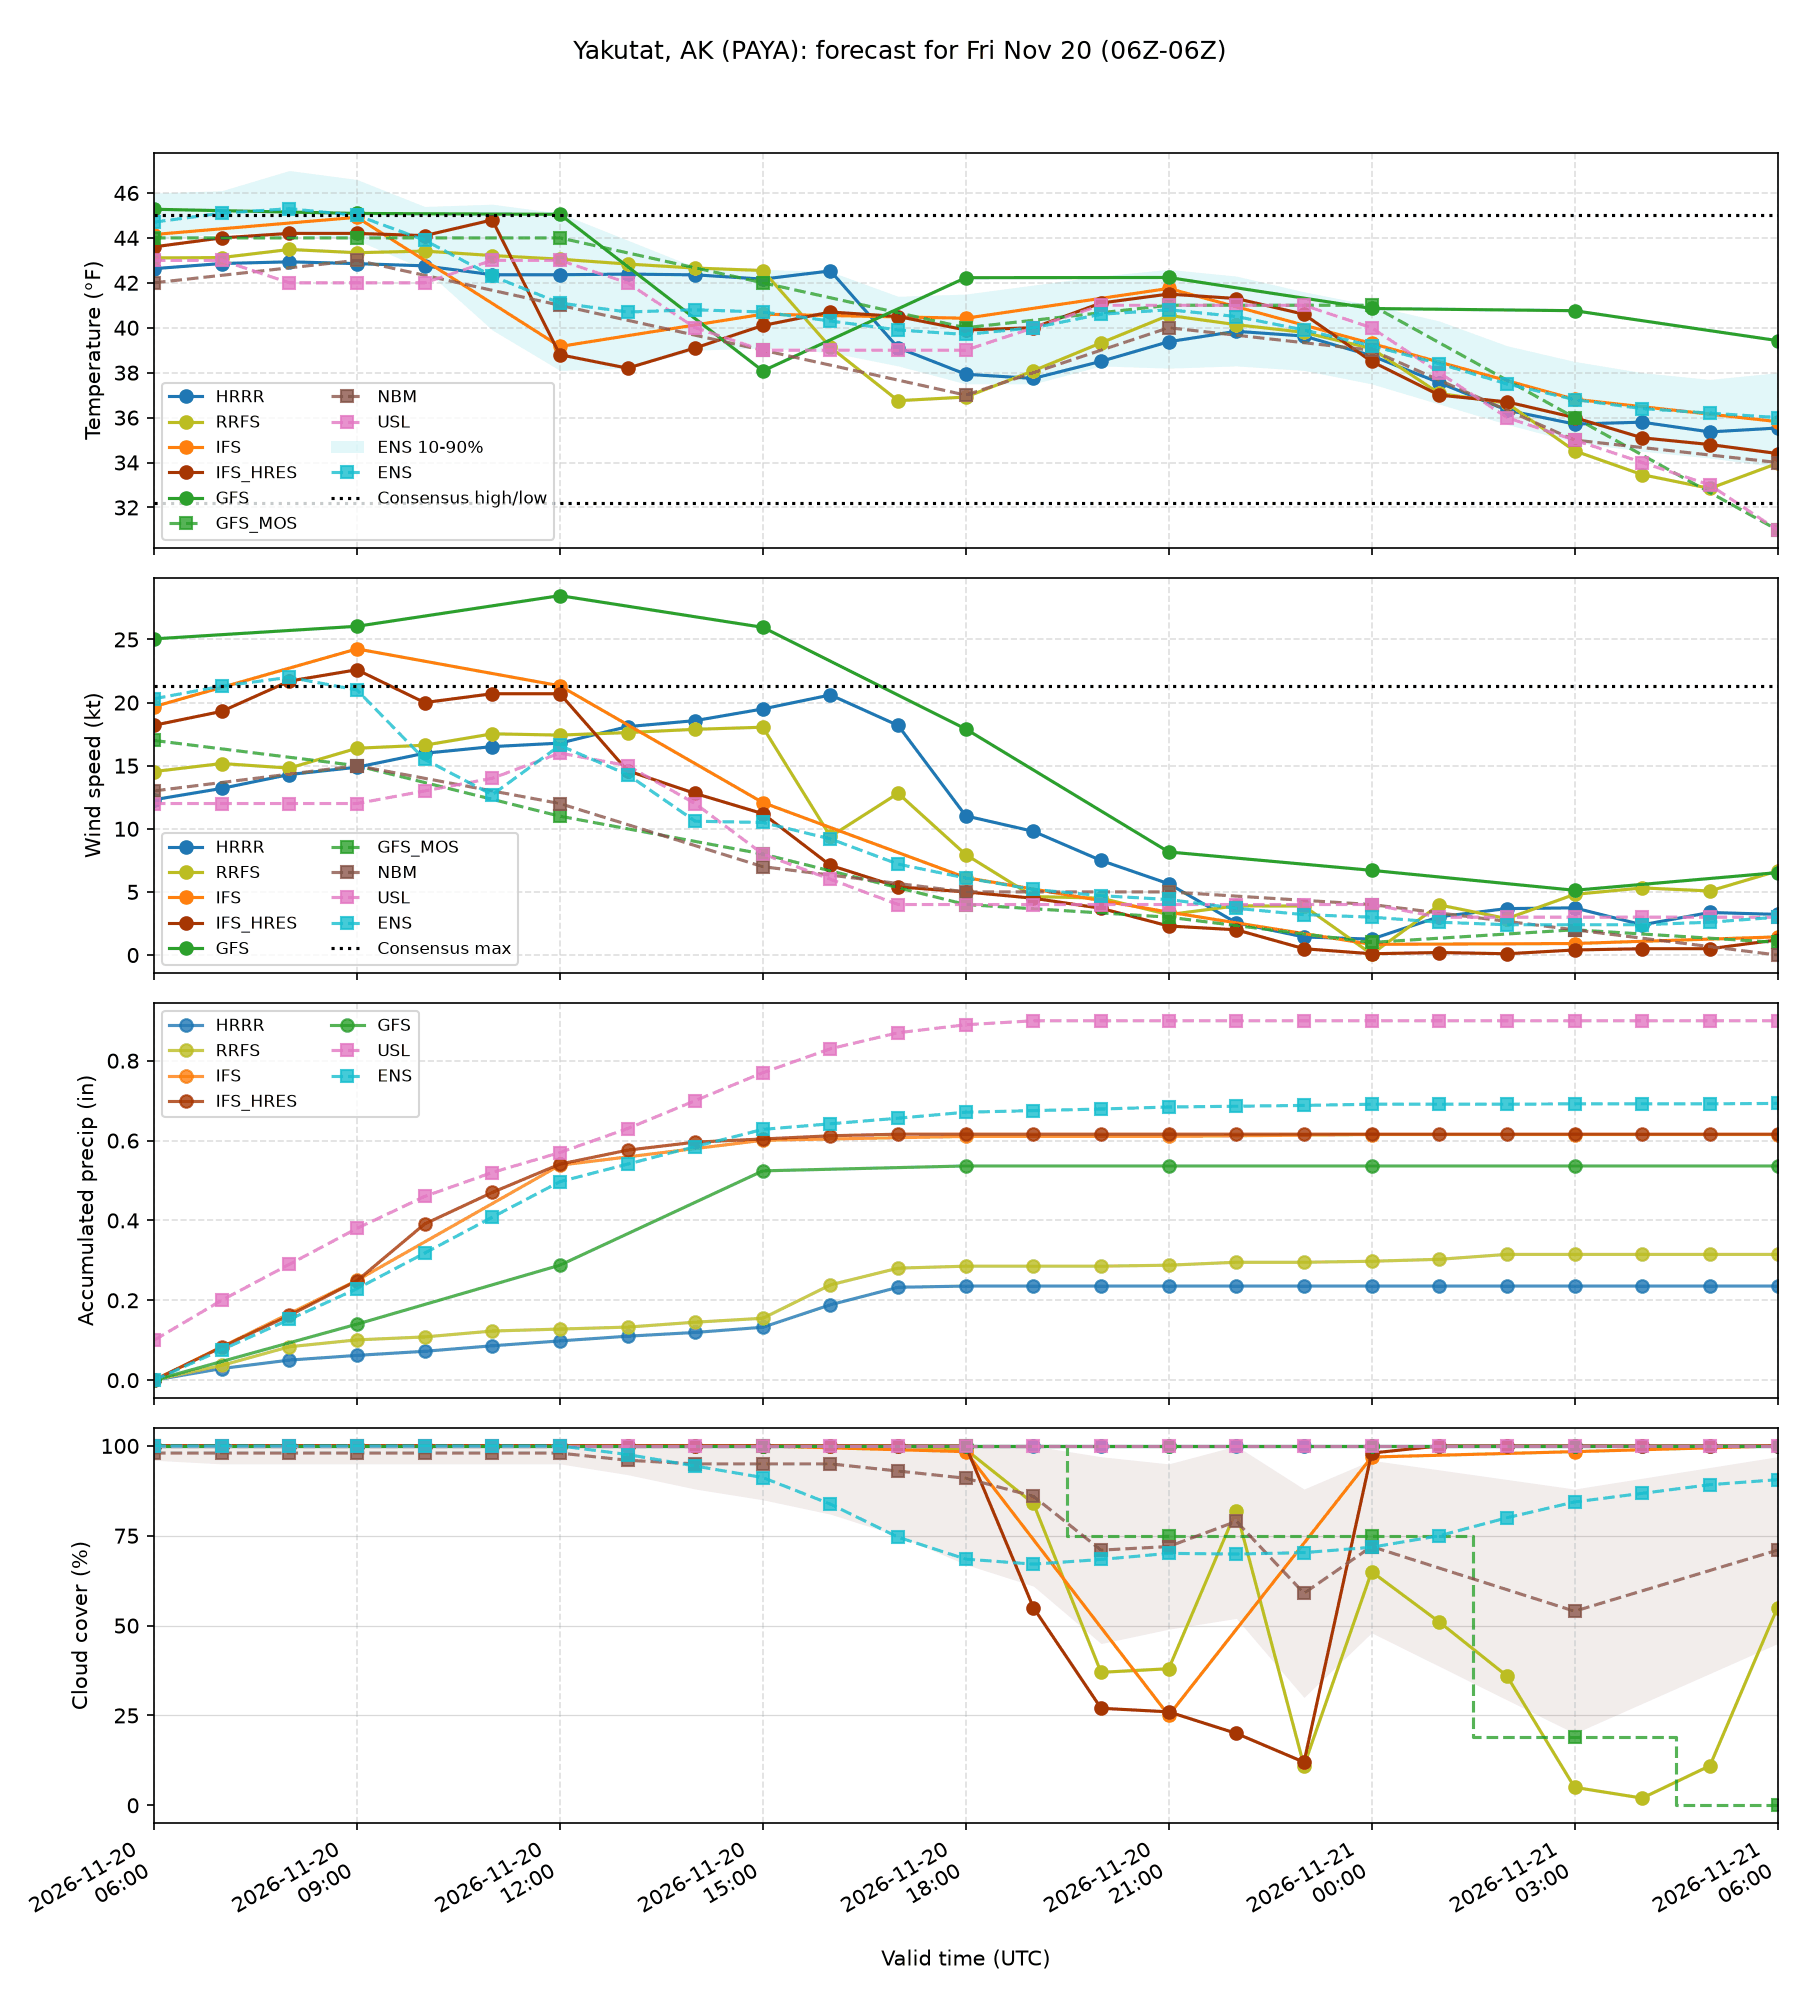 Yakutat, AK (PAYA): forecast for Fri Nov 20 (06Z-06Z)
Temperature (°F)
46
44
42
40
38
36
34
32
HRRR
RRFS
IFS
IFS_HRES
GFS
GFS_MOS
NBM
USL
ENS 10-90%
ENS
Consensus high/low
Wind speed (kt)
25
20
15
10
5
0
HRRR
RRFS
IFS
IFS_HRES
GFS
GFS_MOS
NBM
USL
ENS
Consensus max
Accumulated precip (in)
0.8
0.6
0.4
0.2
0.0
HRRR
RRFS
IFS
IFS_HRES
GFS
USL
ENS
Cloud cover (%)
100
75
50
25
0
2026-11-20
06:00
2026-11-20
09:00
2026-11-20
12:00
2026-11-20
15:00
2026-11-20
18:00
2026-11-20
21:00
2026-11-21
00:00
2026-11-21
03:00
2026-11-21
06:00
Valid time (UTC)